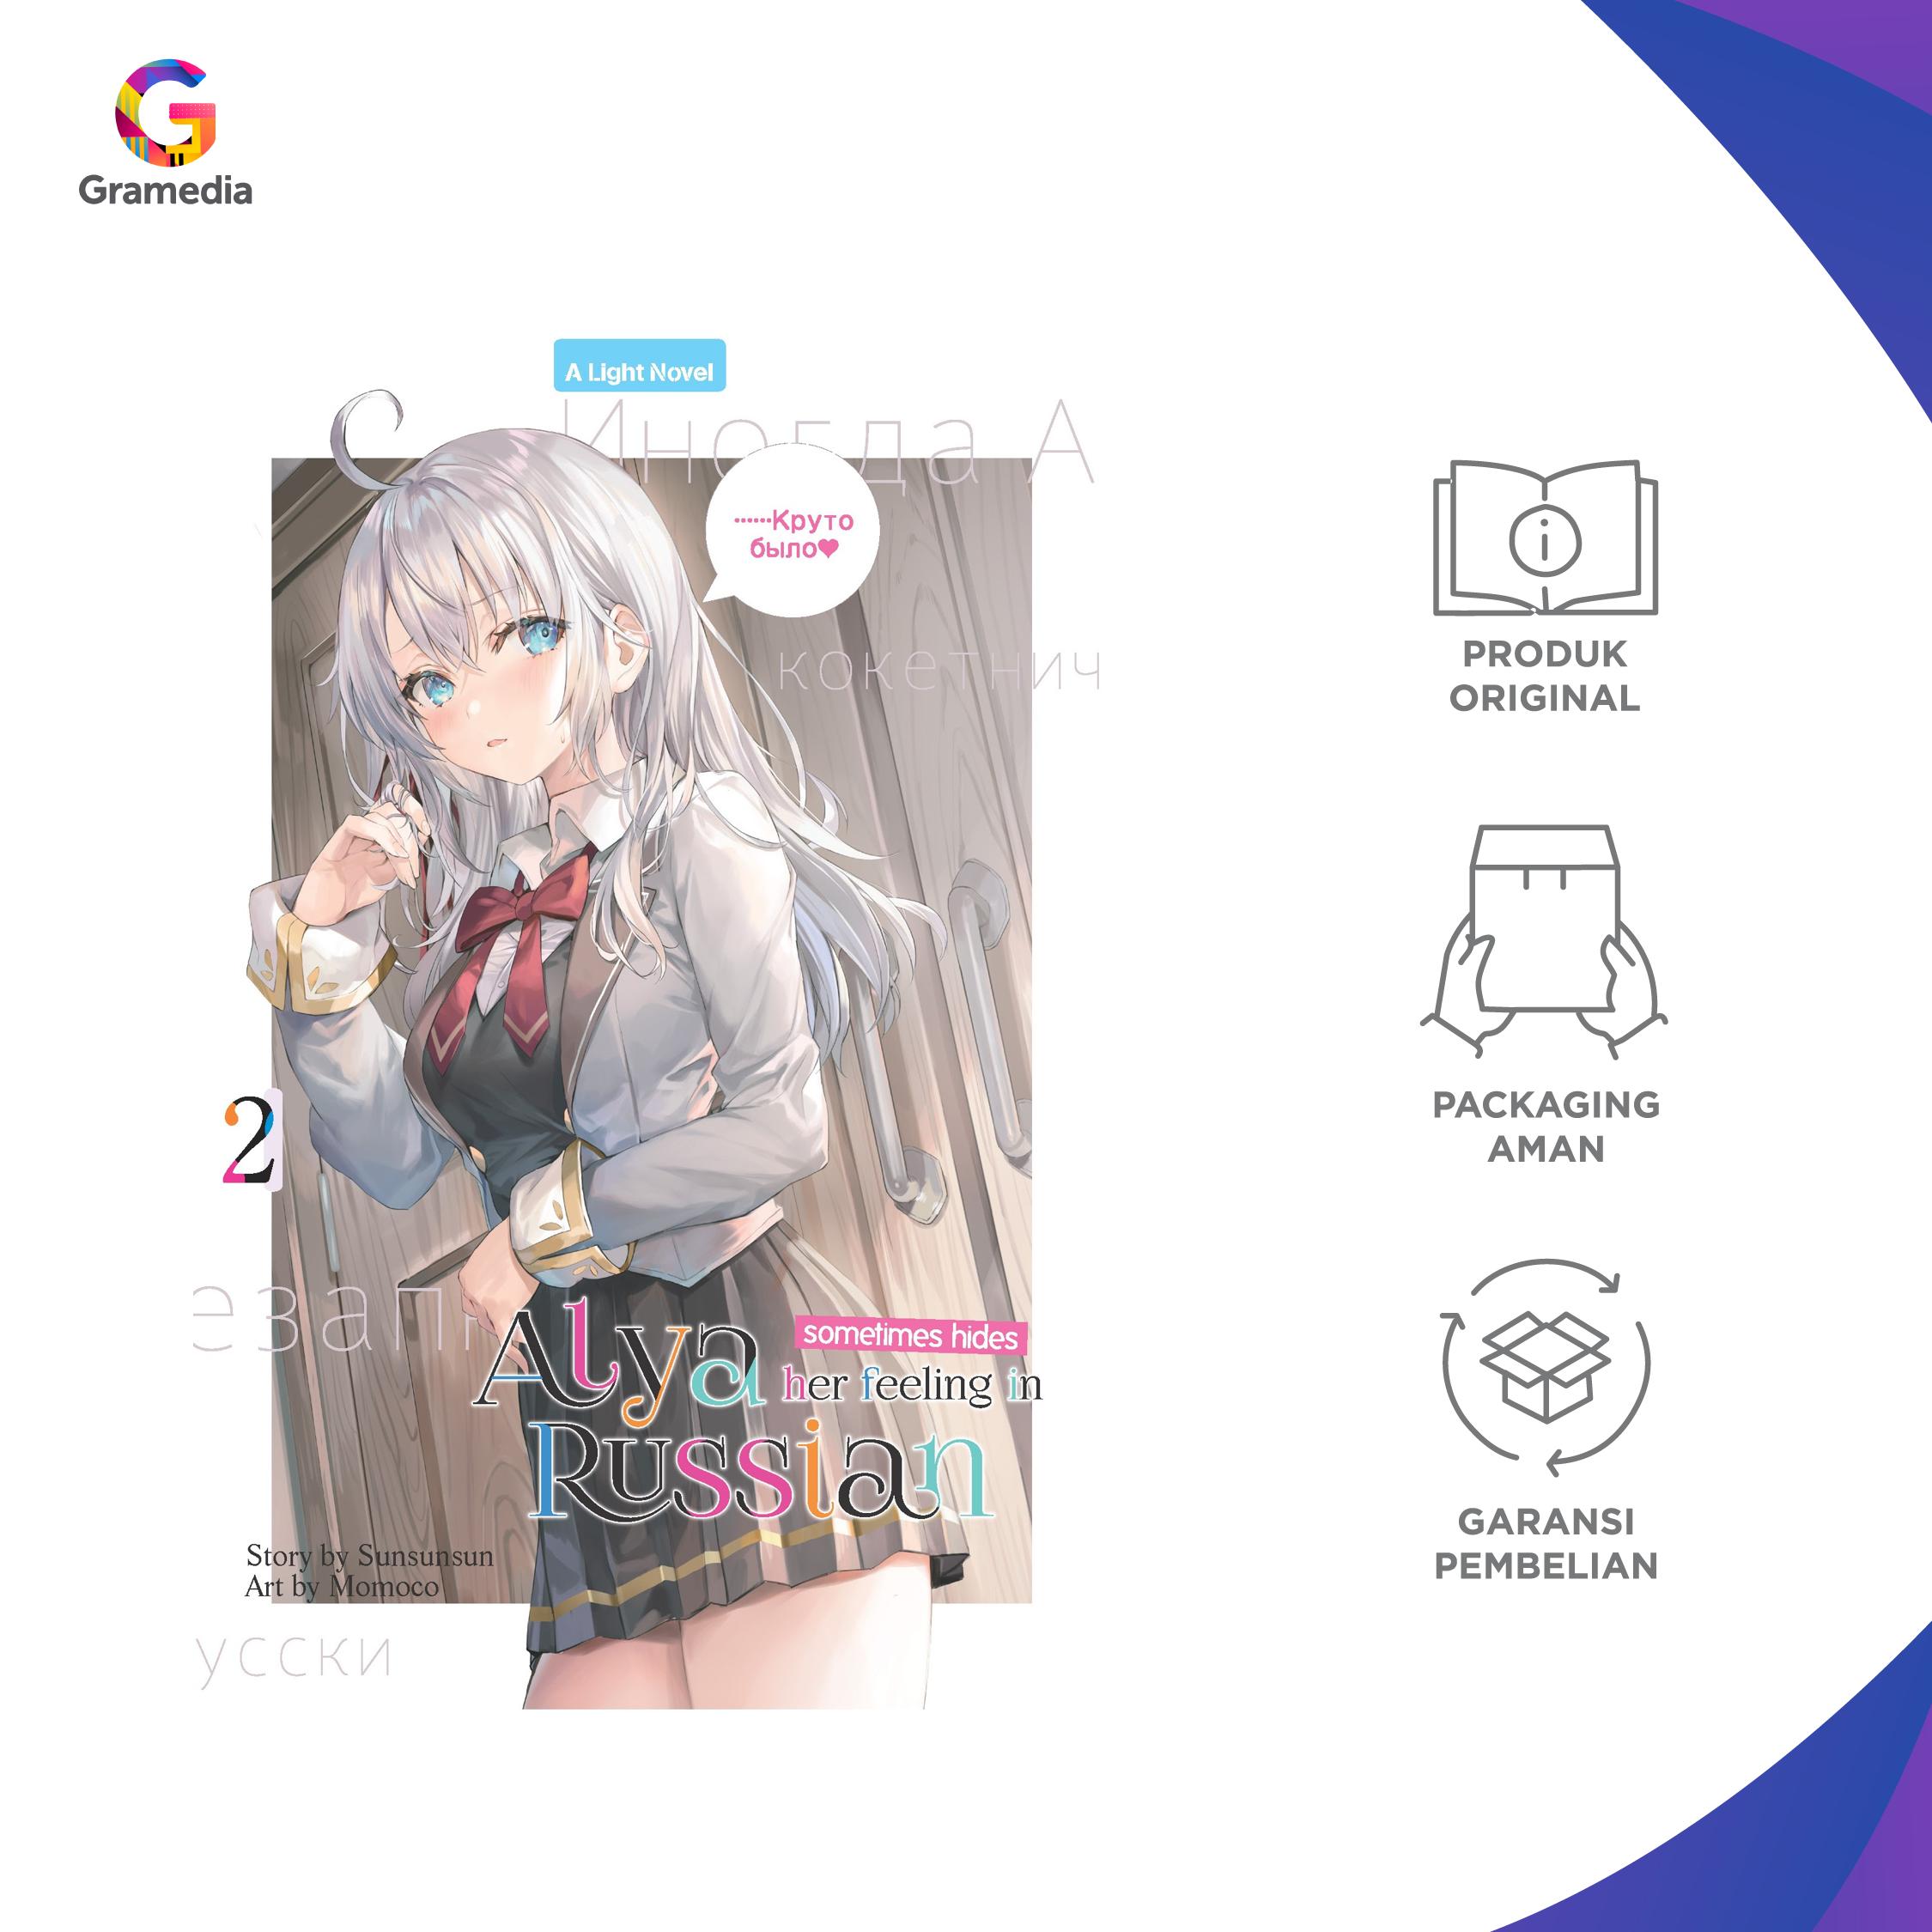 Gramedia
A Light Novel
Иногда А
......Круто
было♥
кокетнич
2
езап
Alya
sometimes hides
her feeling in
Russian
Story by Sunsunsun
Art by Momoco
усски
PRODUK
ORIGINAL
PACKAGING
AMAN
GARANSI
PEMBELIAN